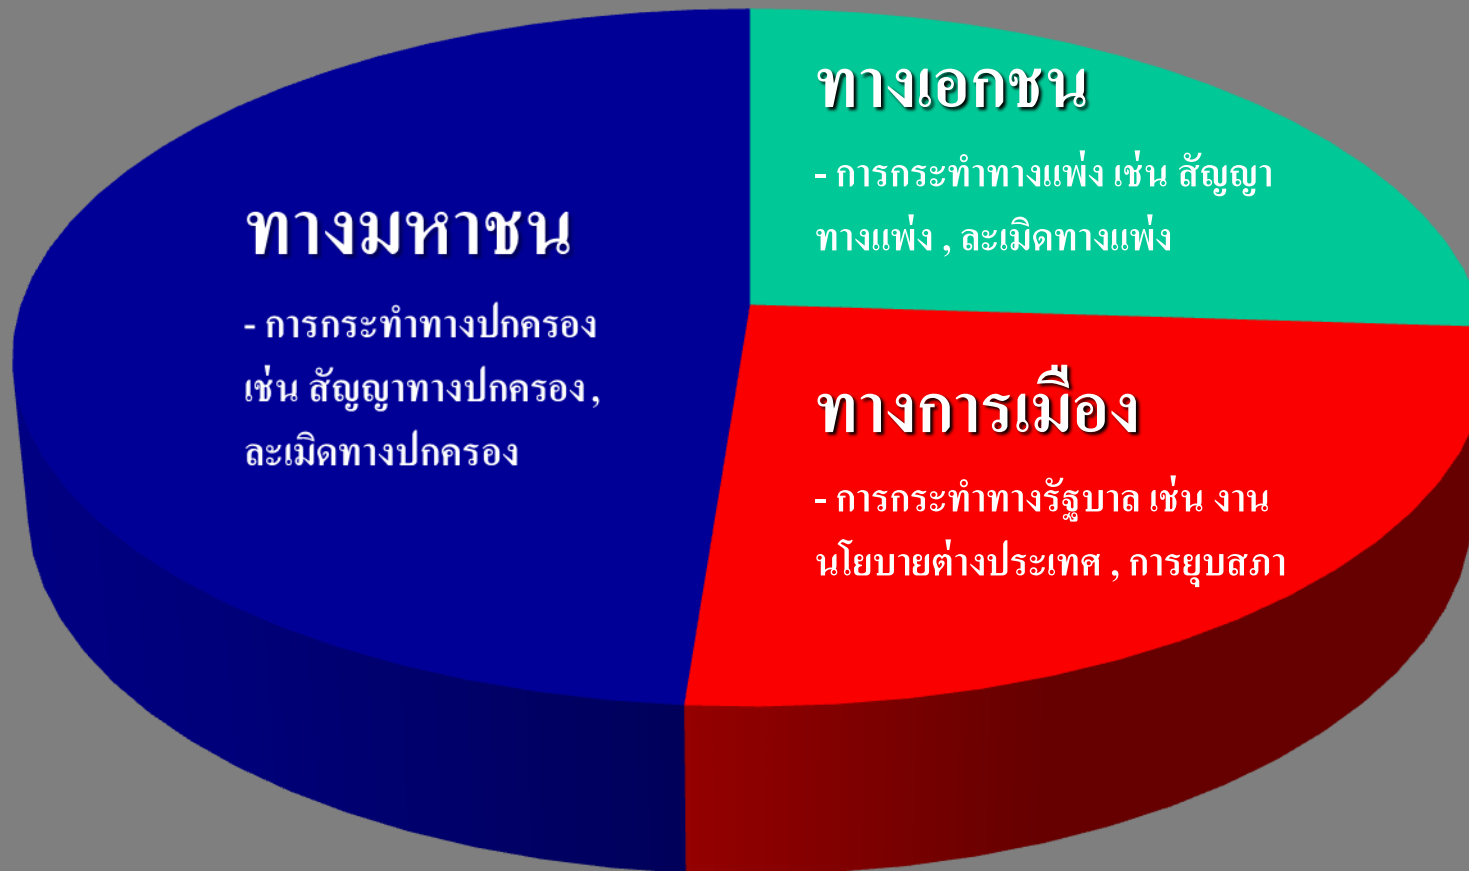 ทางมหาชน
- การกระทำทางปกครอง
เช่น สัญญาทางปกครอง ,
ละเมิดทางปกครอง
ทางเอกชน
- การกระทำทางแพ่ง เช่น สัญญา
ทางแพ่ง , ละเมิดทางแพ่ง
ทางการเมือง
- การกระทำทางรัฐบาล เช่น งาน
นโยบายต่างประเทศ , การยุบสภา